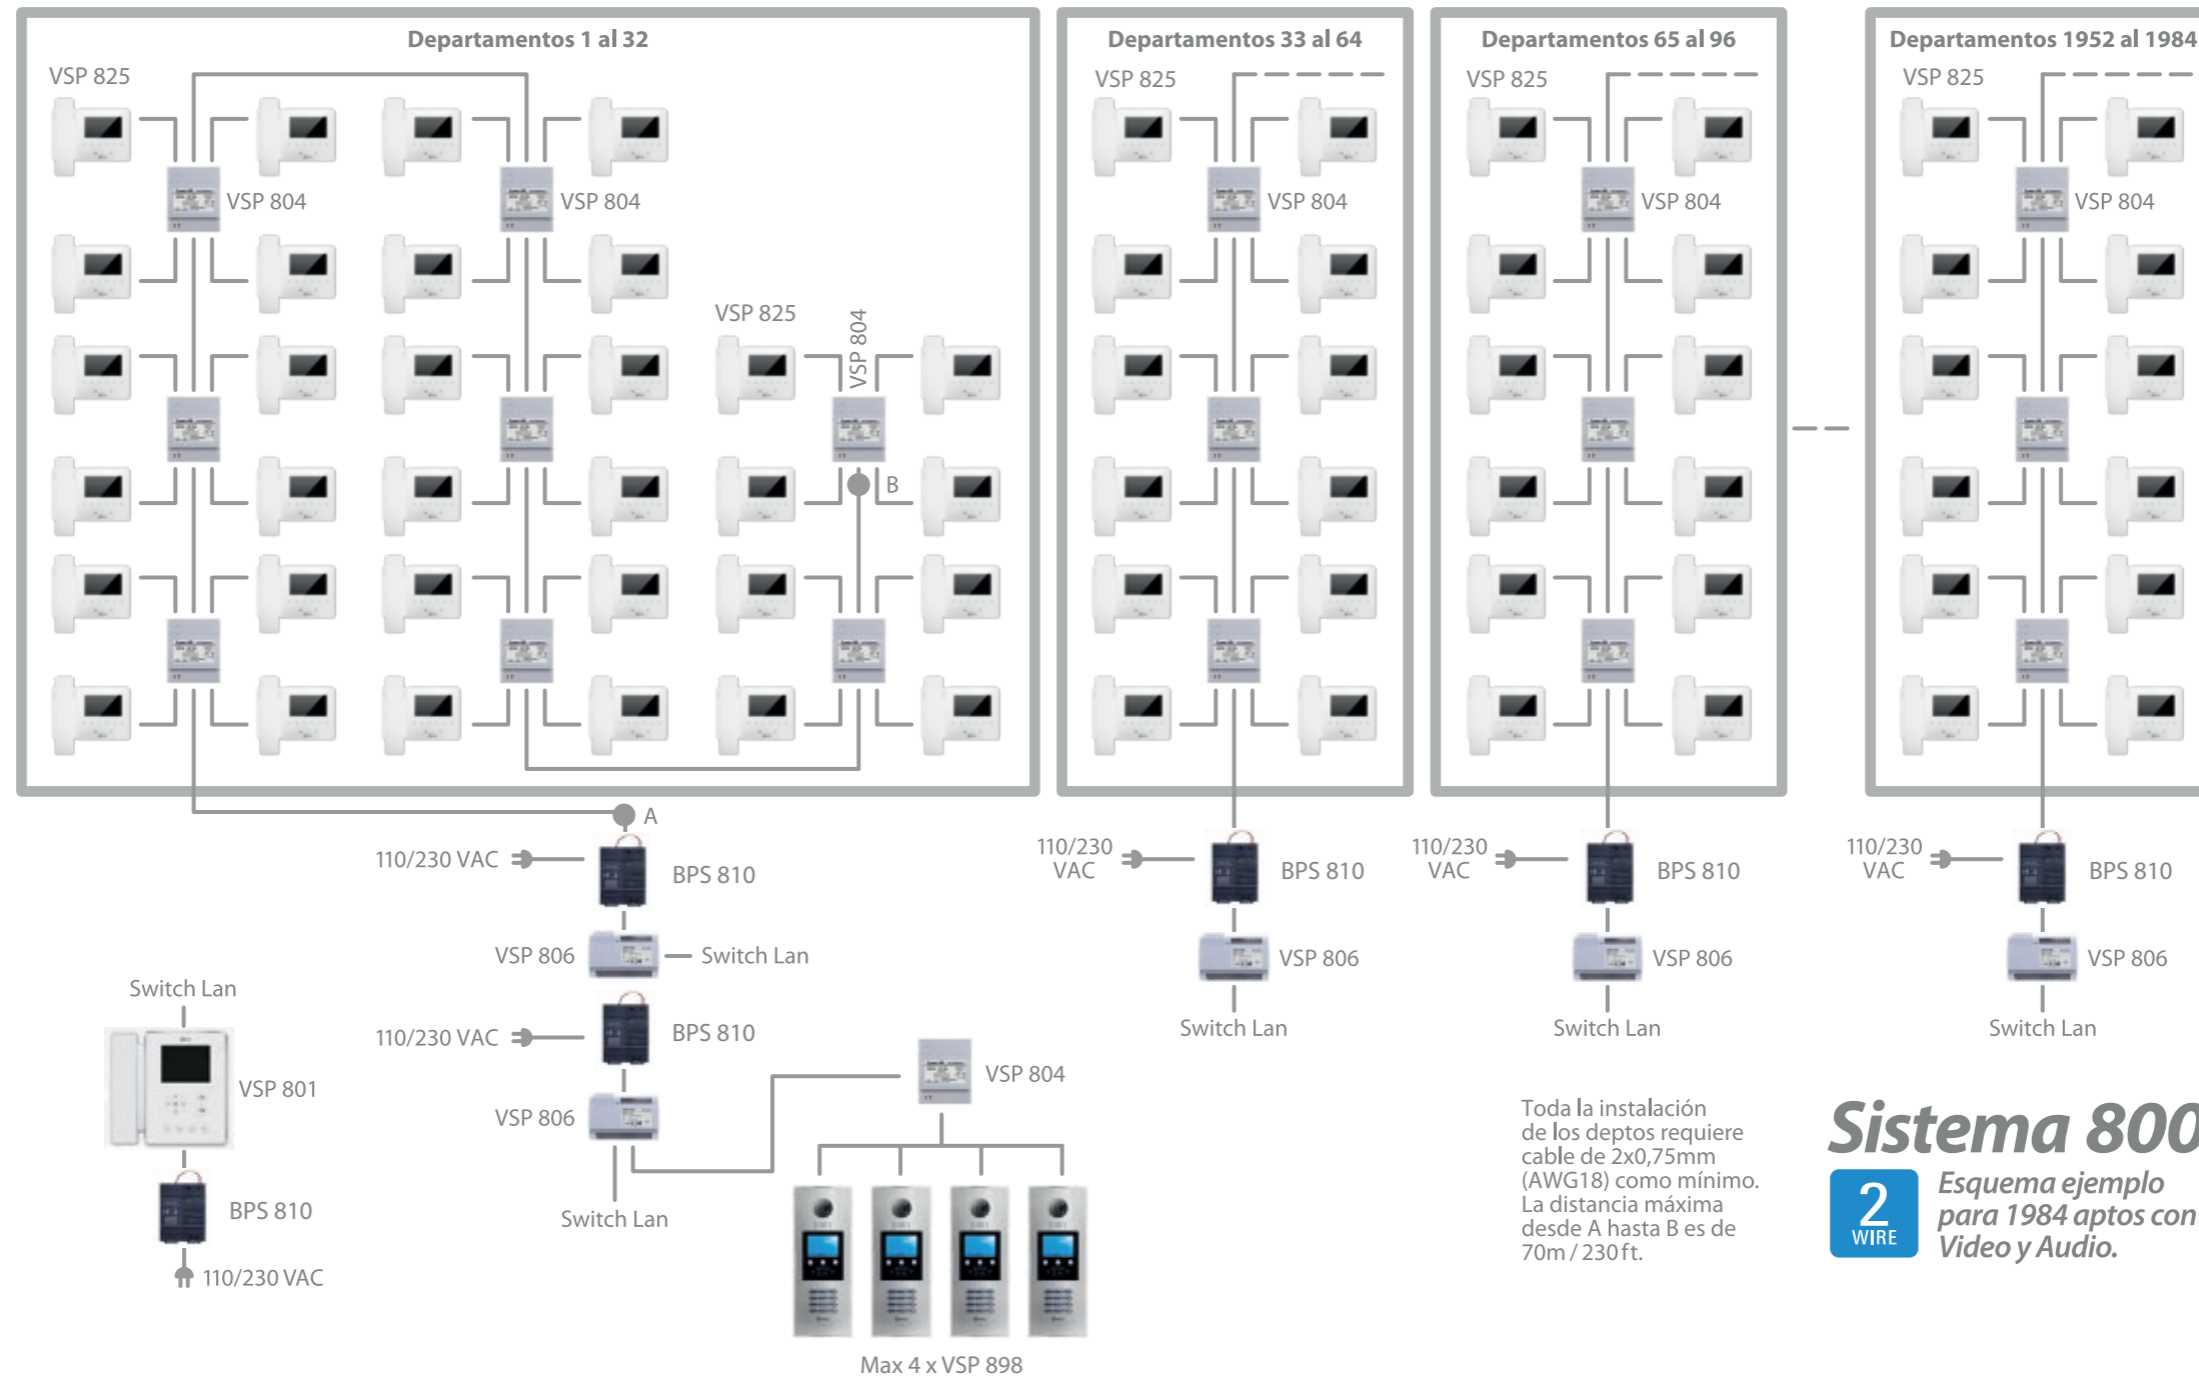 Departamentos 1 al 32
VSP 825
VSP 804
VSP 804
VSP 825
VSP 804
B
A
110/230 VAC
BPS 810
VSP 806
Switch Lan
110/230 VAC
BPS 810
VSP 806
Switch Lan
VSP 804
Max 4 x VSP 898
Switch Lan
VSP 801
BPS 810
110/230 VAC
Departamentos 33 al 64
VSP 825
VSP 804
110/230
VAC
BPS 810
VSP 806
Switch Lan
Departamentos 65 al 96
VSP 825
VSP 804
110/230
VAC
BPS 810
VSP 806
Switch Lan
Departamentos 1952 al 1984
VSP 825
VSP 804
110/230
VAC
BPS 810
VSP 806
Switch Lan
Toda la instalación
de los deptos requiere
cable de 2x0,75mm
(AWG18) como mínimo.
La distancia máxima
desde A hasta B es de
70m / 230 ft.
Sistema 800
2
WIRE
Esquema ejemplo
para 1984 aptos con
Video y Audio.